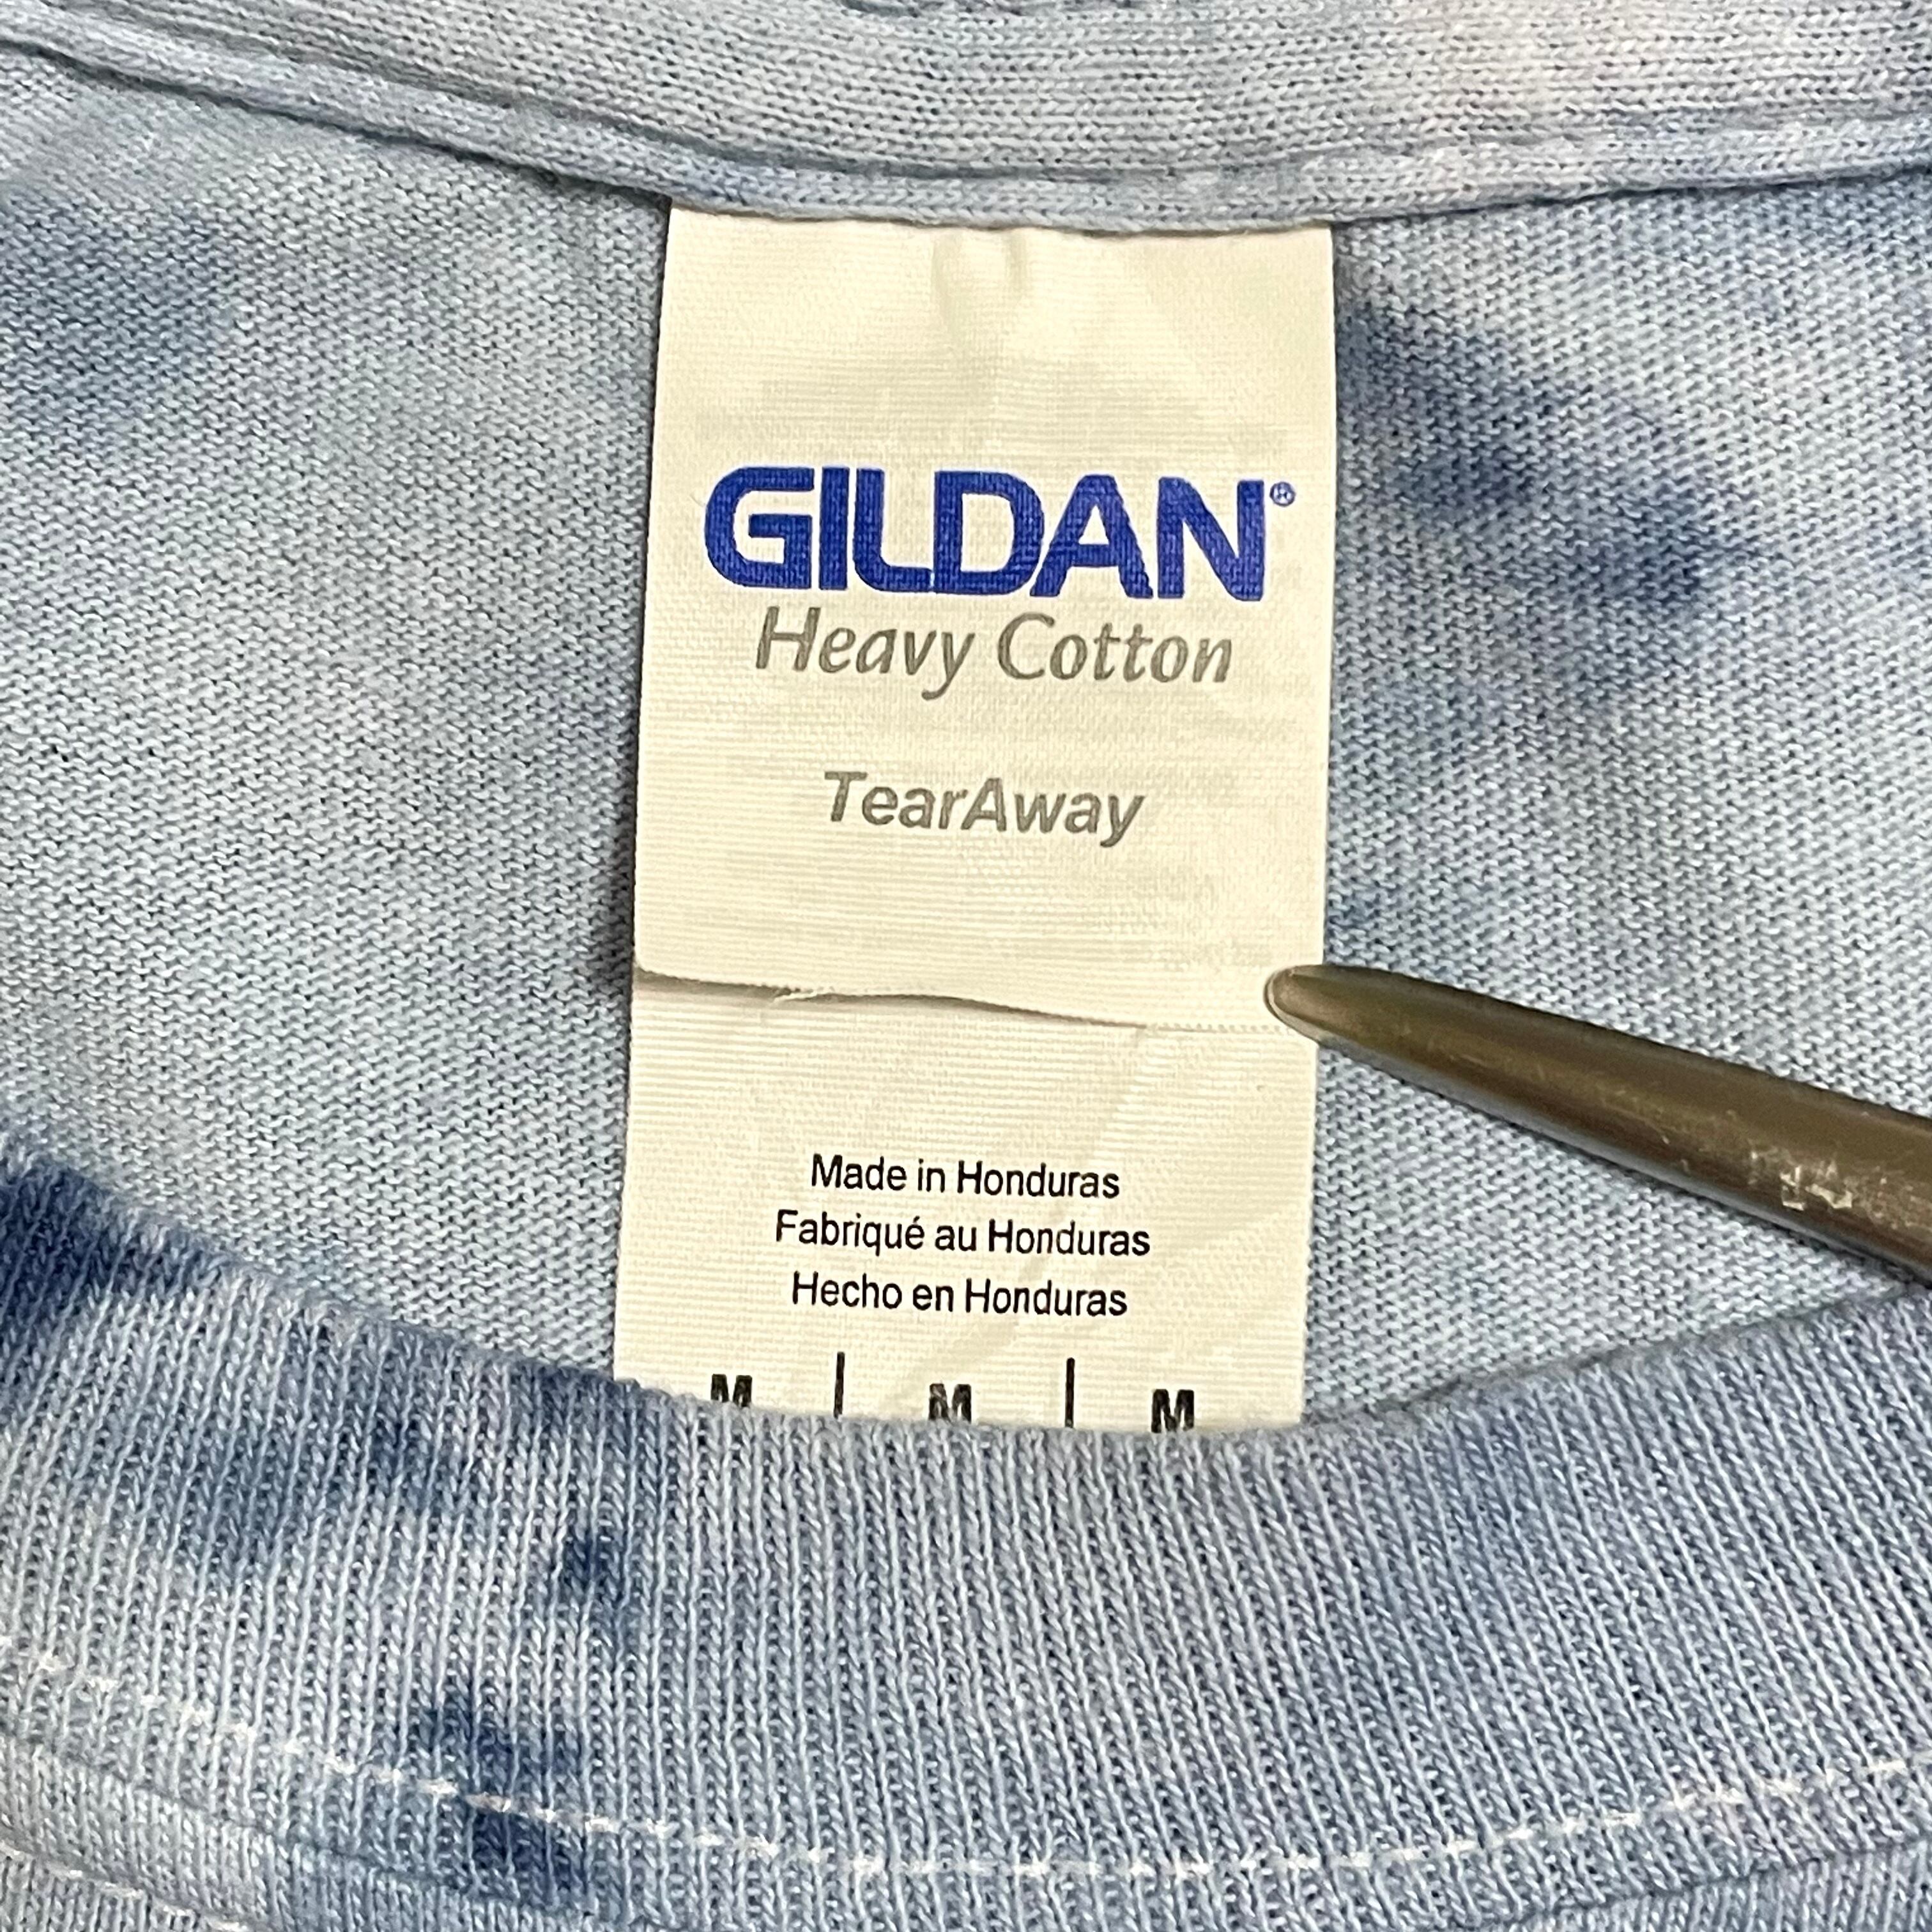 GILDAN®
Heavy Cotton
TearAway
Made in Honduras
Fabriqué au Honduras
Hecho en Honduras
M | M | M